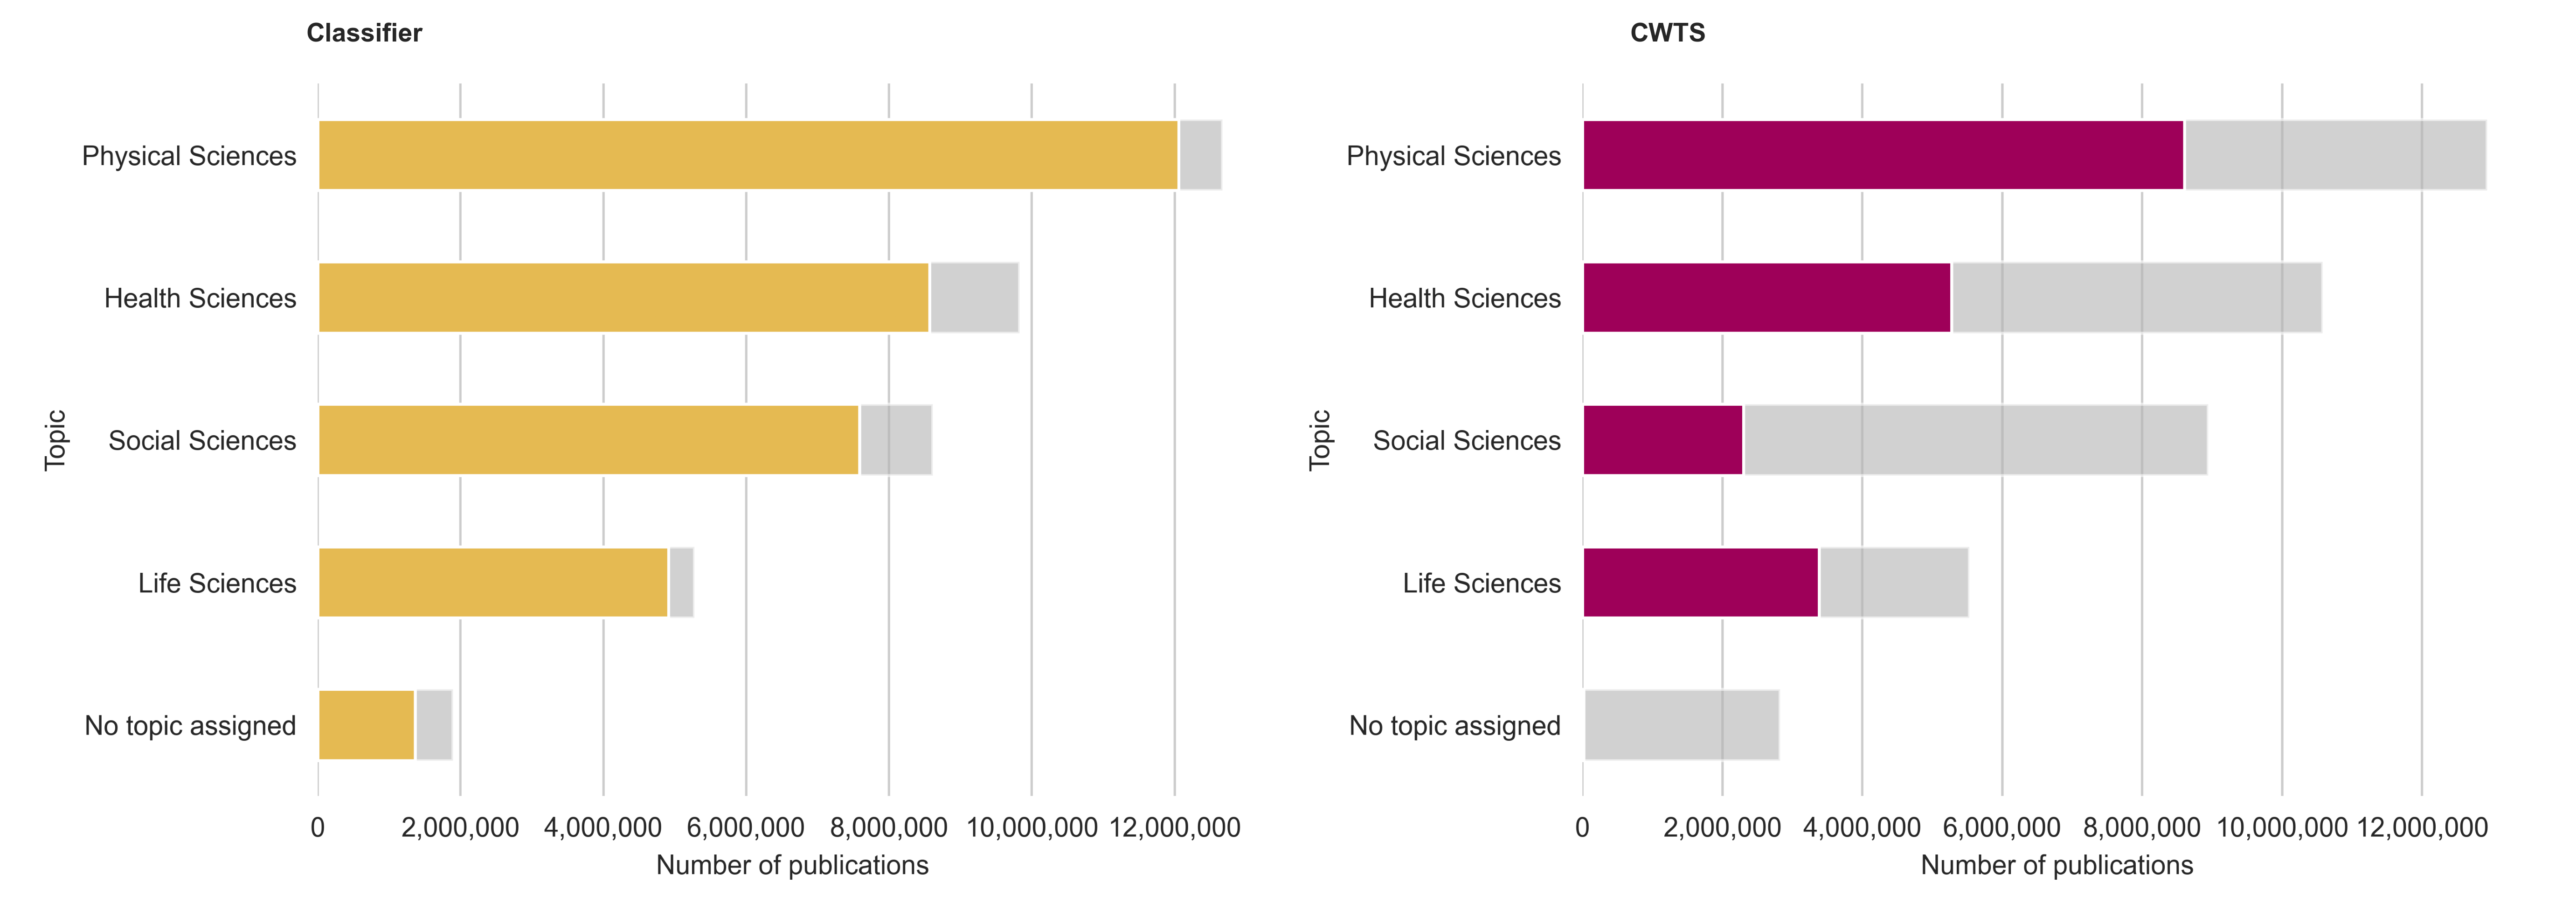 Classifier
Topic
Physical Sciences
Health Sciences
Social Sciences
Life Sciences
No topic assigned
0 2,000,000 4,000,000 6,000,000 8,000,000 10,000,000 12,000,000
Number of publications
CWTS
Topic
Physical Sciences
Health Sciences
Social Sciences
Life Sciences
No topic assigned
0 2,000,000 4,000,000 6,000,000 8,000,000 10,000,000 12,000,000
Number of publications